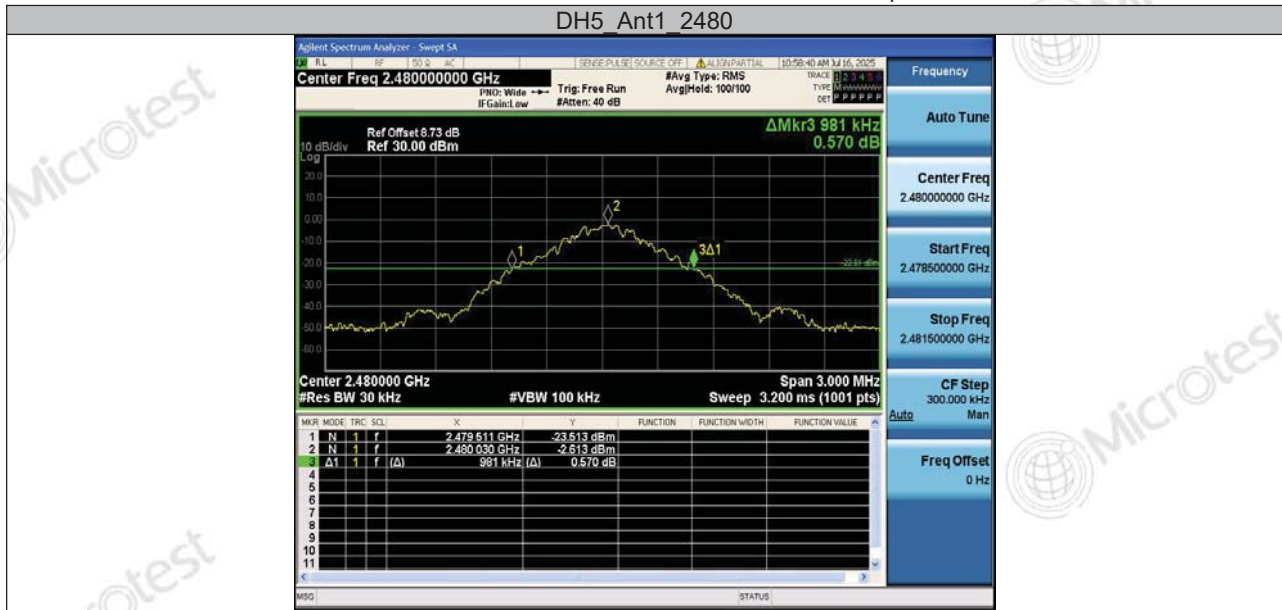 DH5_Ant1_2480
Agilent Spectrum Analyzer - Swept SA
RL RF 50 Ω AC SENSE:PULSE SOURCE OFF ALIGN PARTIAL 10:58:40 AM Jul 16, 2025
Center Freq 2.480000000 GHz
PNO: Wide
IFGain:Low
Trig: Free Run
#Atten: 40 dB
#Avg Type: RMS
Avg|Hold: 100/100
TRACE 1 2 3 4 5 6
TYPE M
DET P P P P P P
Frequency
Auto Tune
Center Freq
2.480000000 GHz
Start Freq
2.478500000 GHz
Stop Freq
2.481500000 GHz
CF Step
300.000 kHz
Auto Man
Freq Offset
0 Hz
ΔMkr3 981 kHz
0.570 dB
Ref Offset 8.73 dB
10 dB/div Ref 30.00 dBm
Log
20.0
10.0
0.00
-10.0
-20.0
-30.0
-40.0
-50.0
-60.0
1
2
3Δ1
Center 2.480000 GHz Span 3.000 MHz
#Res BW 30 kHz #VBW 100 kHz Sweep 3.200 ms (1001 pts)
MKR MODE TRC SCL X Y FUNCTION FUNCTION WIDTH FUNCTION VALUE
1 N 1 f 2.479 511 GHz -23.513 dBm
2 N 1 f 2.480 030 GHz -2.613 dBm
3 Δ1 1 f (Δ) 981 kHz (Δ) 0.570 dB
4
5
6
7
8
9
10
11
MSG STATUS
Microtest
Microtest
Microtest